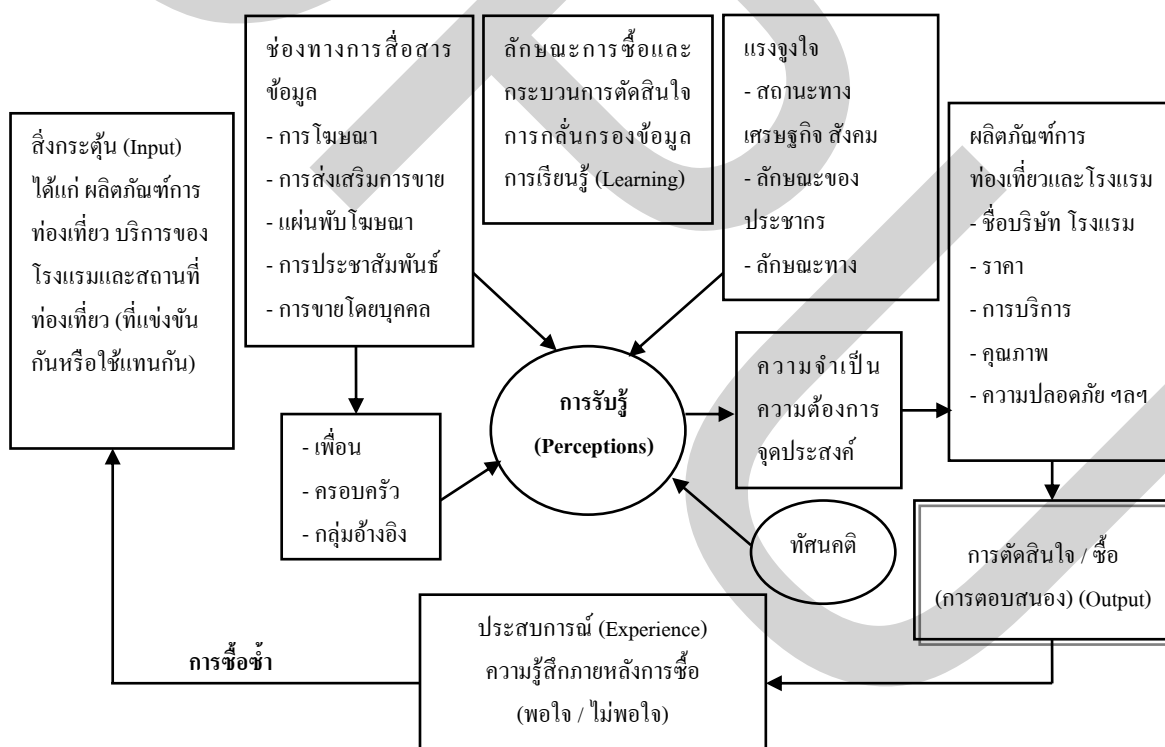 ช่องทางการสื่อสาร
ข้อมูล
- การโฆษณา
- การส่งเสริมการขาย
- แผ่นพับโฆษณา
- การประชาสัมพันธ์
- การขายโดยบุคคล
ลักษณะการซื้อและ
กระบวนการตัดสินใจ
การกลั่นกรองข้อมูล
การเรียนรู้ (Learning)
แรงจูงใจ
- สถานะทาง
เศรษฐกิจ สังคม
- ลักษณะของ
ประชากร
- ลักษณะทาง
สิ่งกระตุ้น (Input)
ได้แก่ ผลิตภัณฑ์การ
ท่องเที่ยว บริการของ
โรงแรมและสถานที่
ท่องเที่ยว (ที่แข่งขัน
กันหรือใช้แทนกัน)
ผลิตภัณฑ์การ
ท่องเที่ยวและโรงแรม
- ชื่อบริษัท โรงแรม
- ราคา
- การบริการ
- คุณภาพ
- ความปลอดภัย ฯลฯ
การรับรู้
(Perceptions)
ความจำเป็น
ความต้องการ
จุดประสงค์
- เพื่อน
- ครอบครัว
- กลุ่มอ้างอิง
ทัศนคติ
การตัดสินใจ / ซื้อ
(การตอบสนอง) (Output)
ประสบการณ์ (Experience)
ความรู้สึกภายหลังการซื้อ
(พอใจ / ไม่พอใจ)
การซื้อซ้ำ